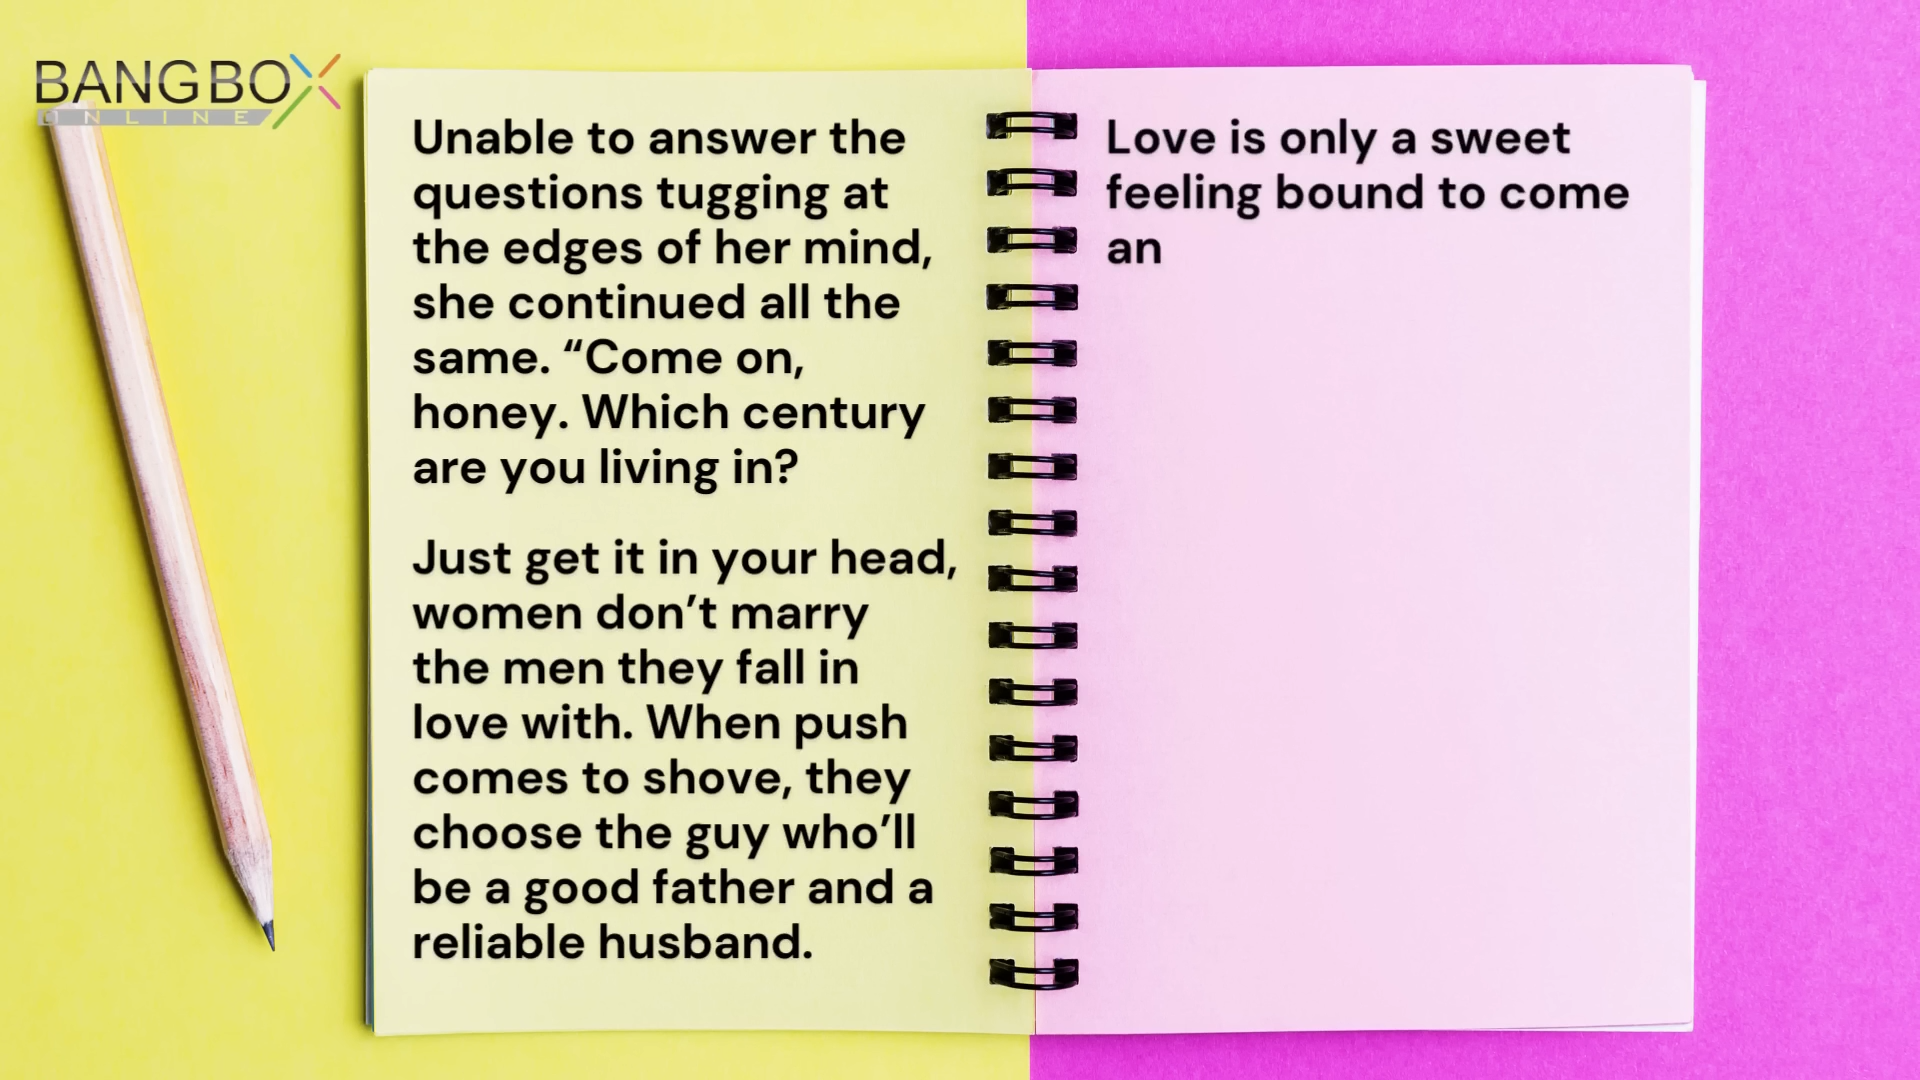 BANGBOX
ONLINE
Unable to answer the
questions tugging at
the edges of her mind,
she continued all the
same. “Come on,
honey. Which century
are you living in?
Just get it in your head,
women don’t marry
the men they fall in
love with. When push
comes to shove, they
choose the guy who’ll
be a good father and a
reliable husband.
Love is only a sweet
feeling bound to come
an